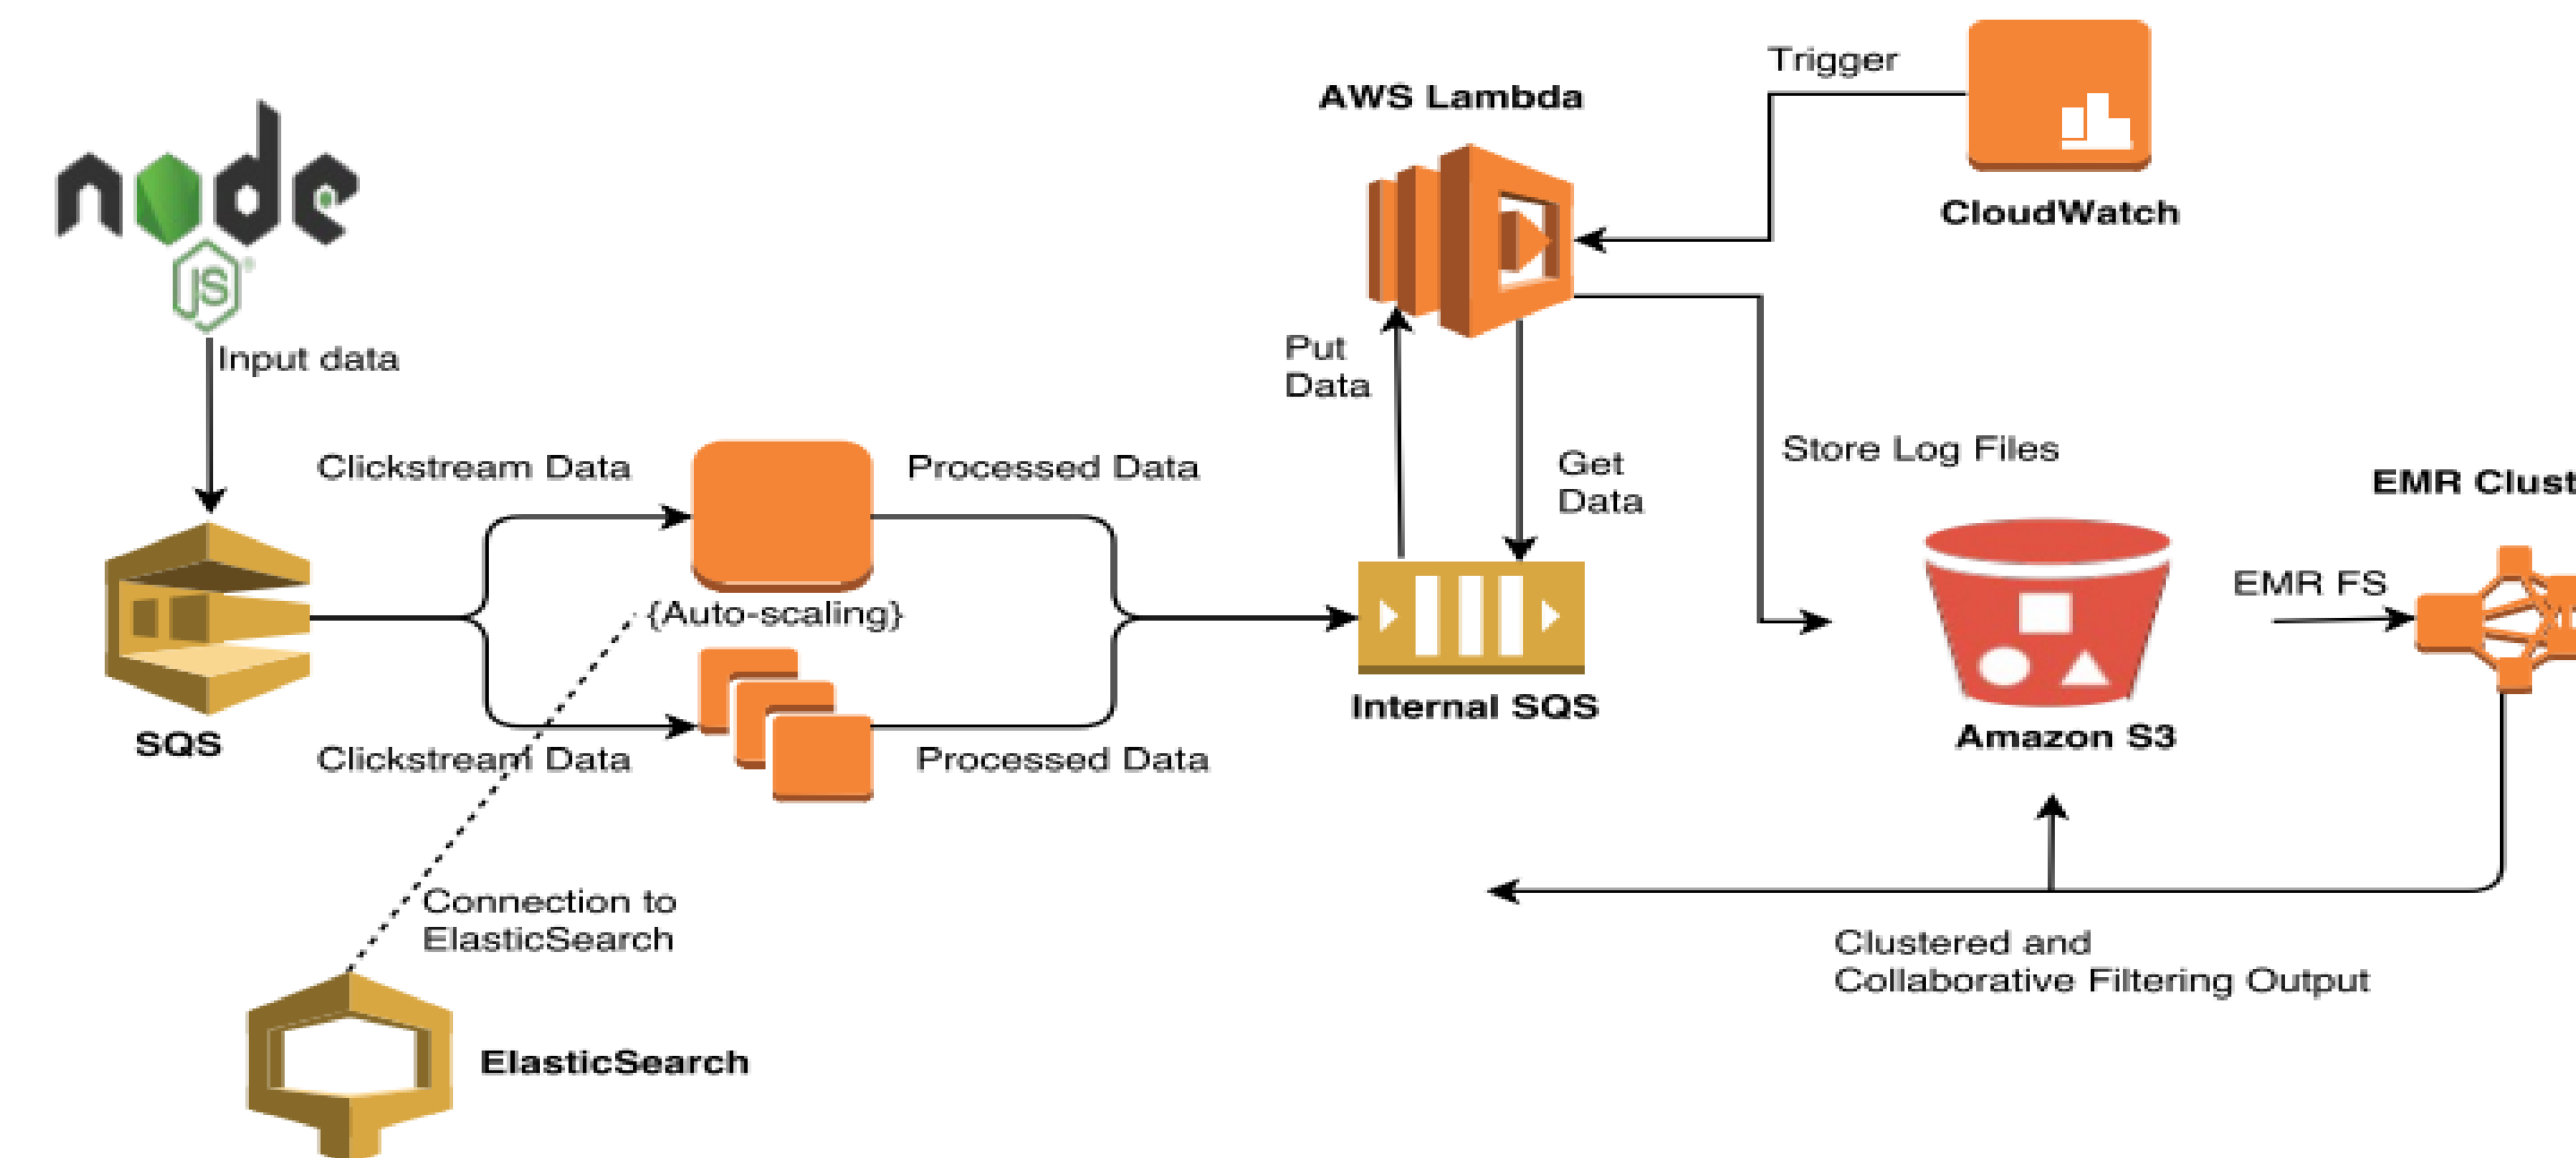 node
JS
Input data
SQS
Clickstream Data
Clickstream Data
{Auto-scaling}
Processed Data
Processed Data
Connection to
ElasticSearch
ElasticSearch
AWS Lambda
Trigger
CloudWatch
Put
Data
Get
Data
Internal SQS
Store Log Files
Amazon S3
EMR FS
EMR Clust
Clustered and
Collaborative Filtering Output